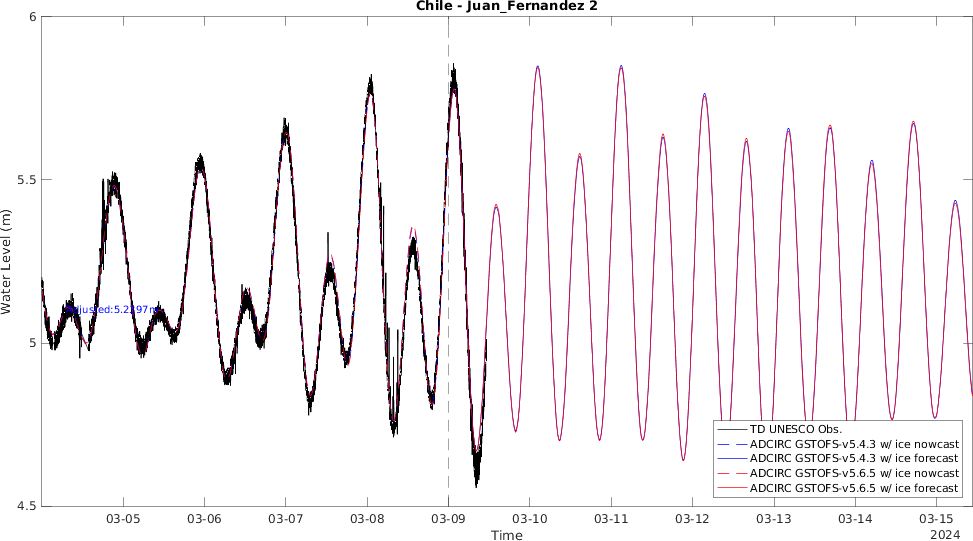 Chile - Juan_Fernandez 2
6
5.5
5
4.5
Water Level (m)
Adjusted:5.2297m
03-05 03-06 03-07 03-08 03-09 03-10 03-11 03-12 03-13 03-14 03-15
2024
Time
TD UNESCO Obs.
ADCIRC GSTOFS-v5.4.3 w/ ice nowcast
ADCIRC GSTOFS-v5.4.3 w/ ice forecast
ADCIRC GSTOFS-v5.6.5 w/ ice nowcast
ADCIRC GSTOFS-v5.6.5 w/ ice forecast